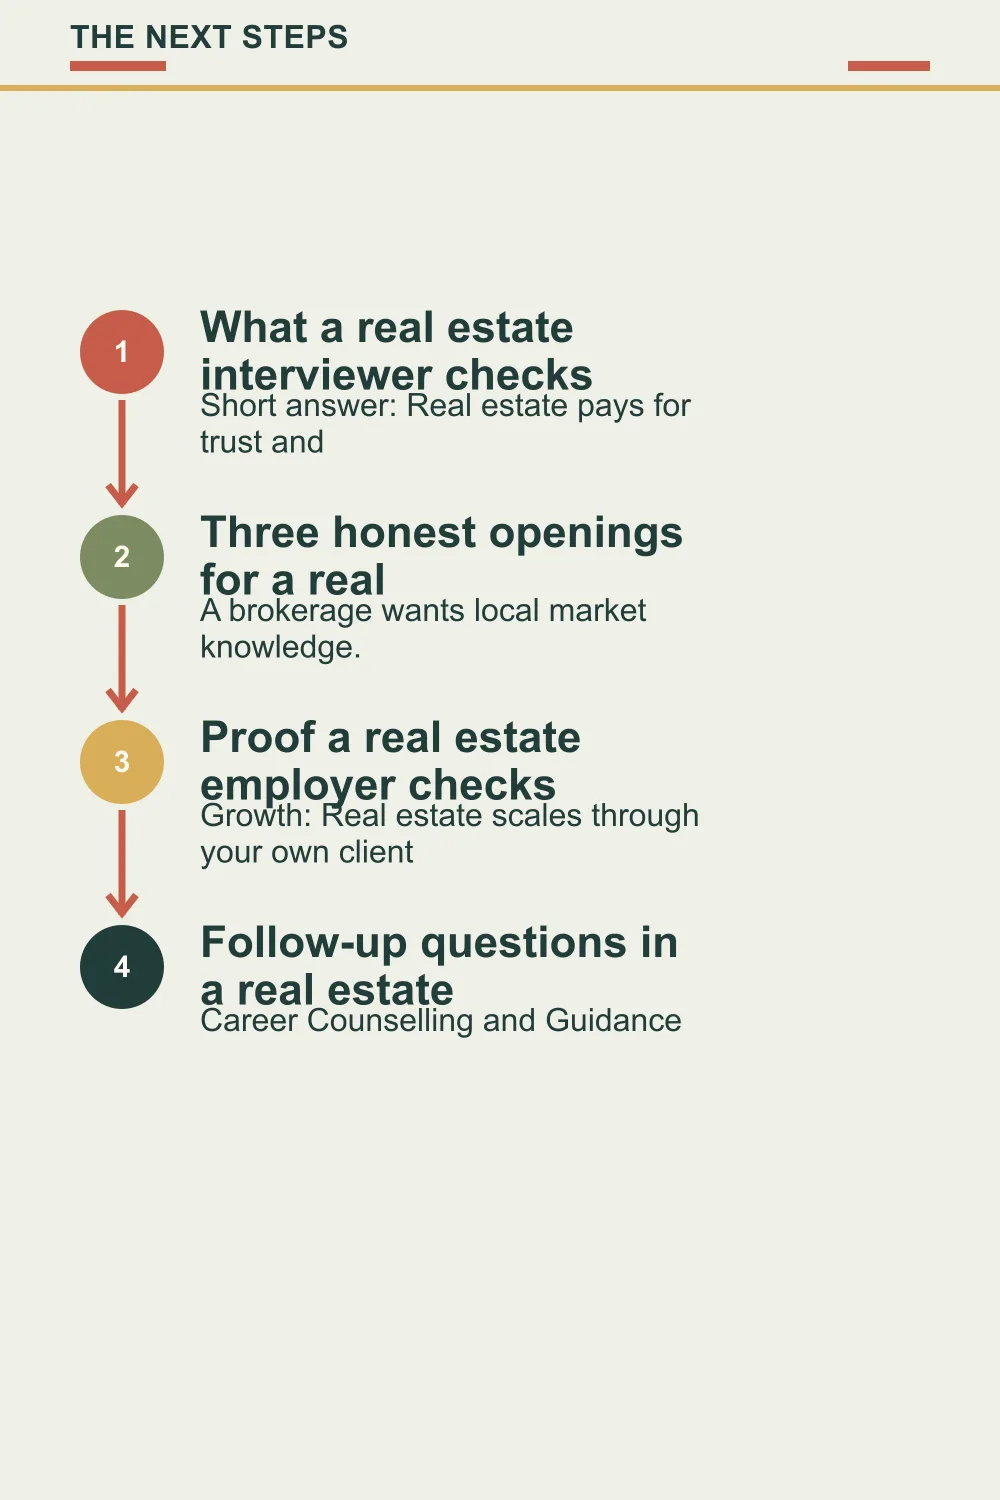 THE NEXT STEPS
1
What a real estate
interviewer checks
Short answer: Real estate pays for
trust and
2
Three honest openings
for a real
A brokerage wants local market
knowledge.
3
Proof a real estate
employer checks
Growth: Real estate scales through
your own client
4
Follow-up questions in
a real estate
Career Counselling and Guidance